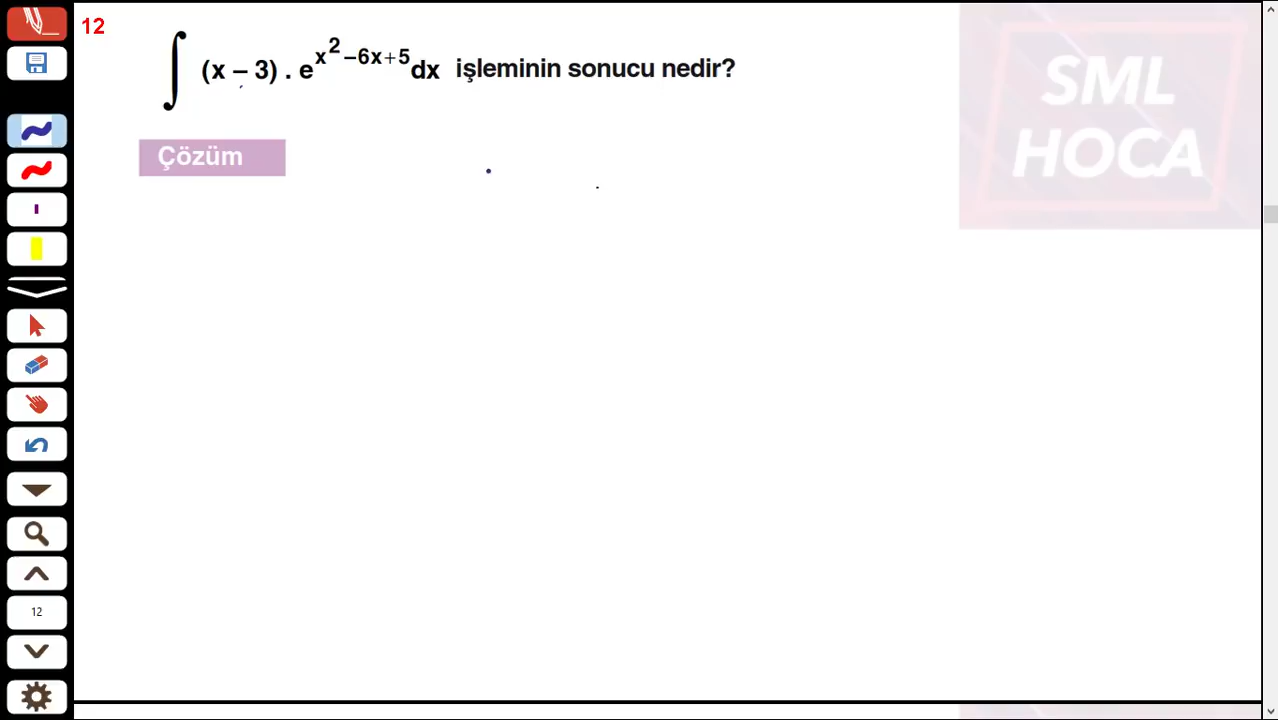 12
∫ (x – 3) . e^(x²–6x+5) dx işleminin sonucu nedir?
Çözüm
SML
HOCA
12